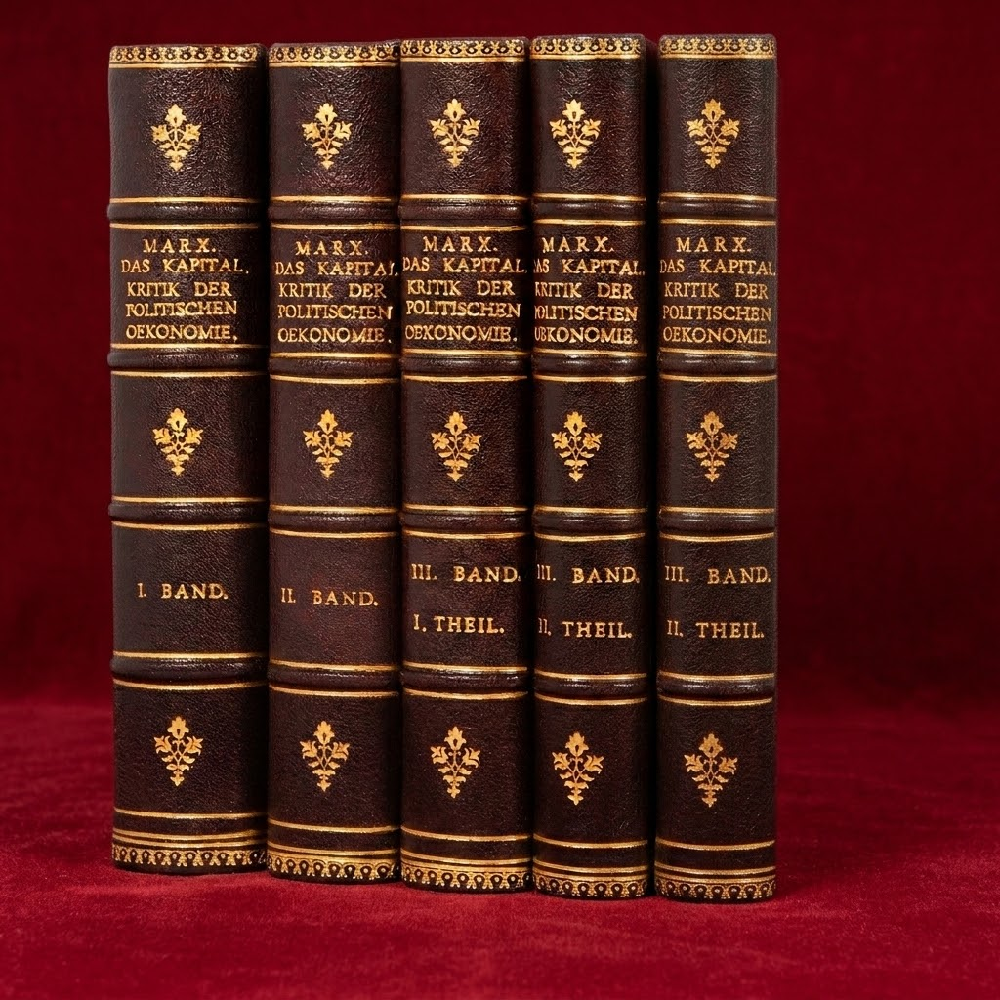 MARX.
DAS KAPITAL.
KRITIK DER
POLITISCHEN
OEKONOMIE.
I. BAND.
MARX.
DAS KAPITAL
KRITIK DER
POLITISCHEN
OEKONOMIE.
II. BAND.
MARX.
DAS KAPITAL.
KRITIK DER
POLITISCHEN
OEKONOMIE.
III. BAND.
I. THEIL.
MARX.
DAS KAPITAL.
KRITIK DER
POLITISCHEN
OEKONOMIE.
III. BAND.
II. THEIL.
MARX.
DAS KAPITAL.
KRITIK DER
POLITISCHEN
OEKONOMIE.
III. BAND.
II. THEIL.